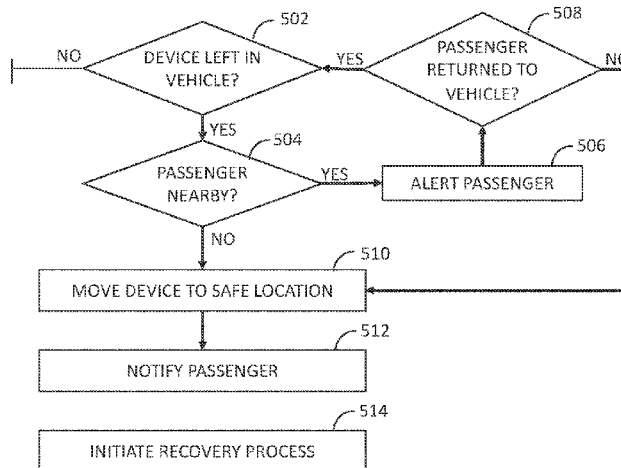 502
508
NO
DEVICE LEFT IN
VEHICLE?
YES
PASSENGER
RETURNED TO
VEHICLE?
NO
YES
504
506
PASSENGER
NEARBY?
YES
ALERT PASSENGER
NO
510
MOVE DEVICE TO SAFE LOCATION
512
NOTIFY PASSENGER
514
INITIATE RECOVERY PROCESS